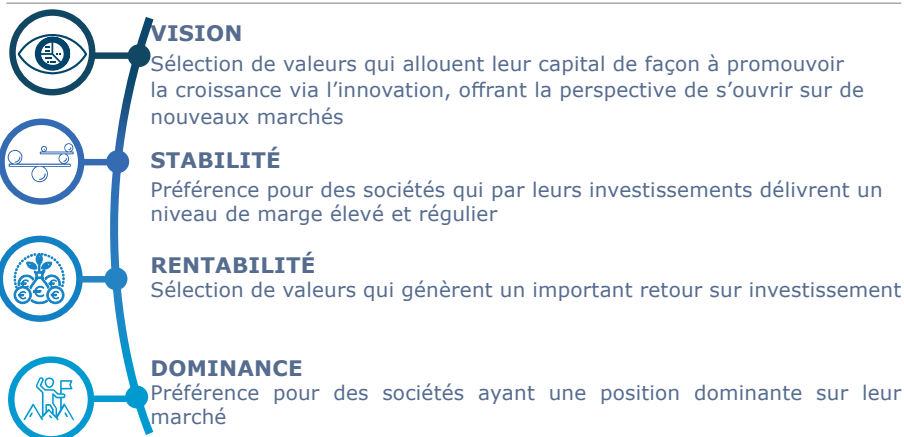 VISION
Sélection de valeurs qui allouent leur capital de façon à promouvoir
la croissance via l’innovation, offrant la perspective de s’ouvrir sur de
nouveaux marchés
STABILITÉ
Préférence pour des sociétés qui par leurs investissements délivrent un
niveau de marge élevé et régulier
RENTABILITÉ
Sélection de valeurs qui génèrent un important retour sur investissement
DOMINANCE
Préférence pour des sociétés ayant une position dominante sur leur
marché